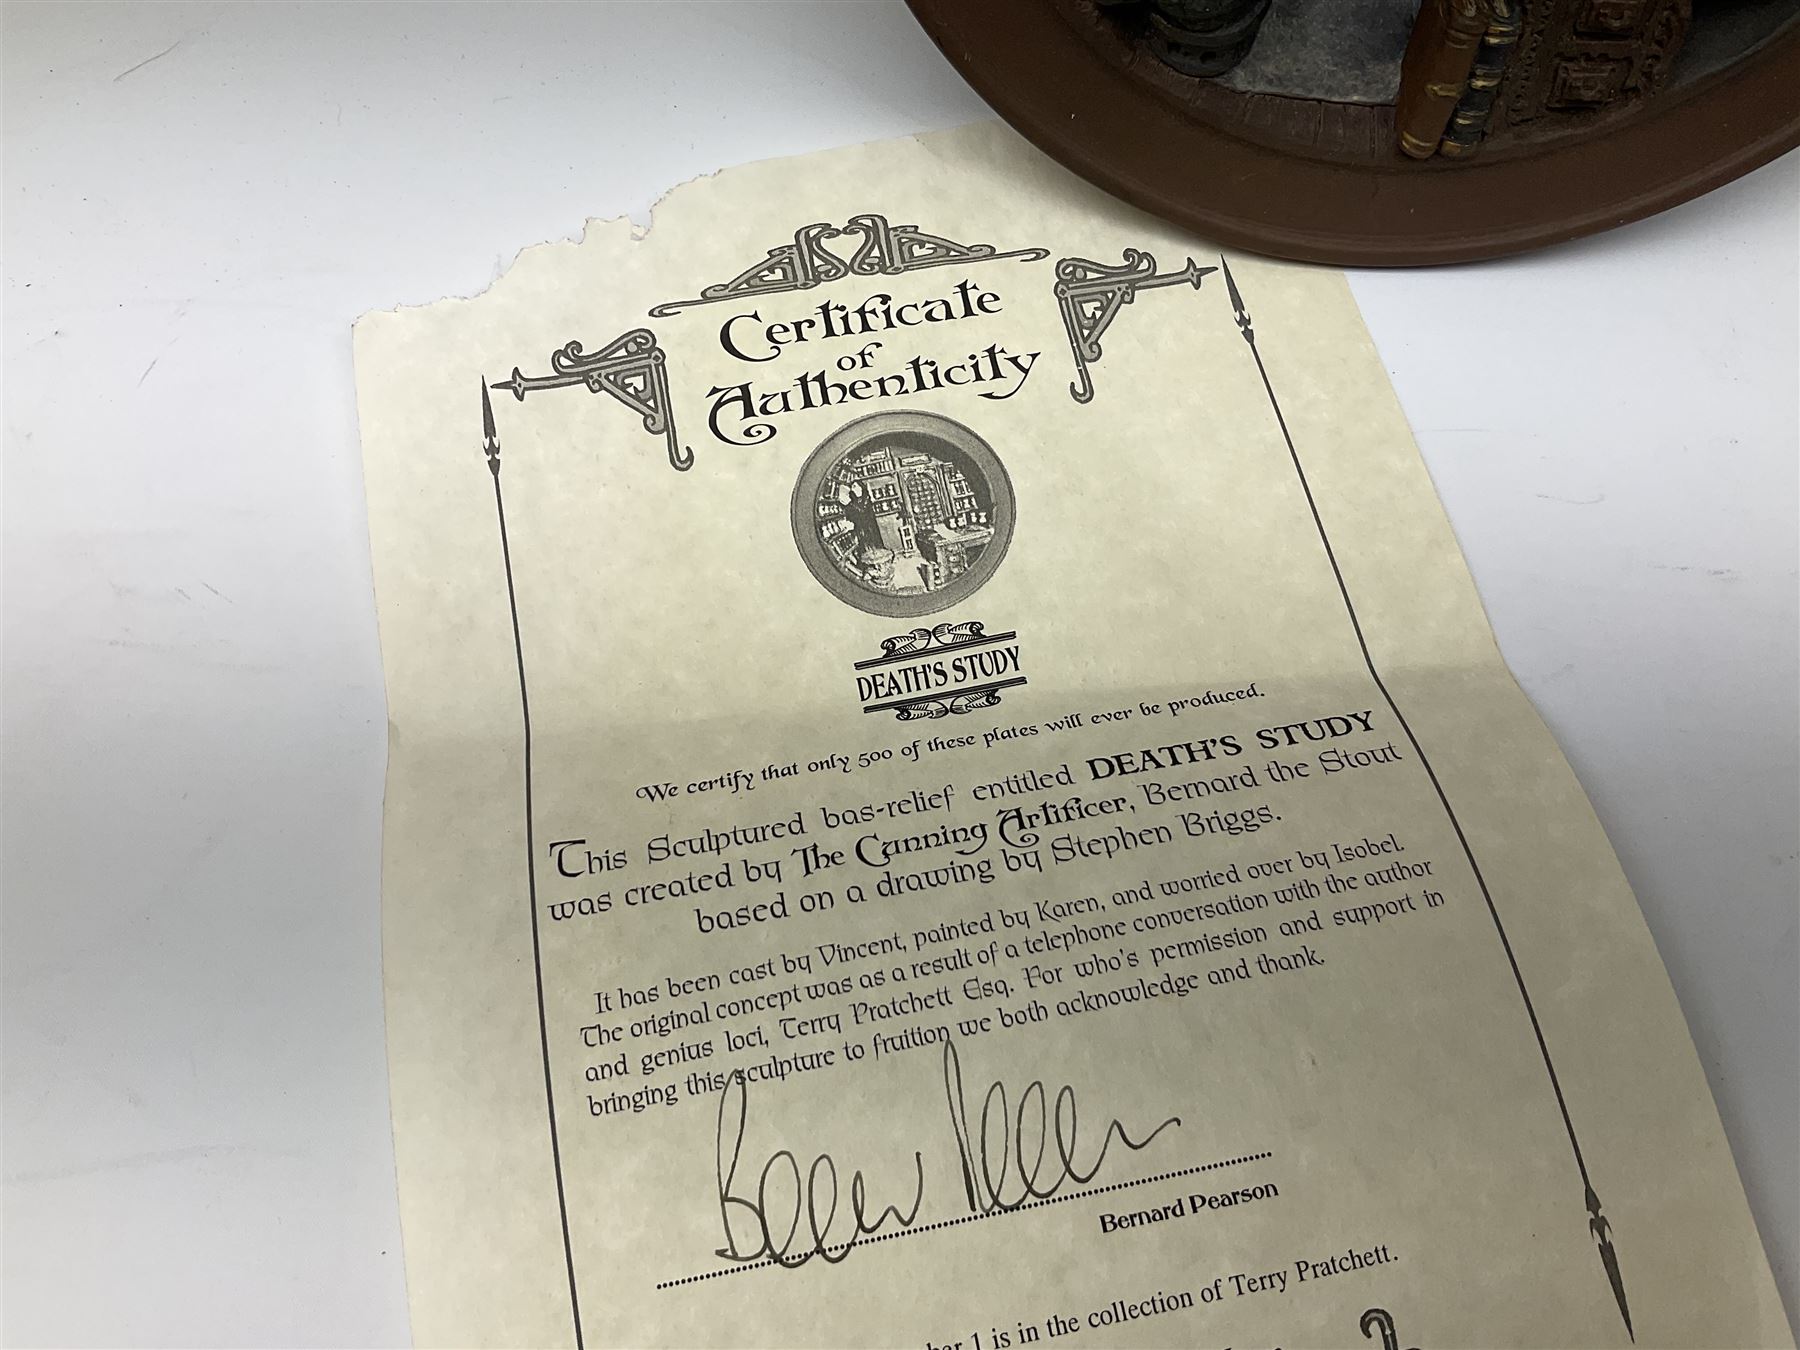 Certificate
of
Authenticity
DEATH'S STUDY
We certify that only 500 of these plates will ever be produced.
This Sculptured bas-relief entitled DEATH'S STUDY
was created by The Cunning Artificer, Bernard the Stout
based on a drawing by Stephen Briggs.
It has been cast by Vincent, painted by Karen, and worried over by Isobel.
The original concept was as a result of a telephone conversation with the author
and genius loci, Terry Pratchett Esq. For who's permission and support in
bringing this sculpture to fruition we both acknowledge and thank.
Bernard Pearson
1 is in the collection of Terry Pratchett.